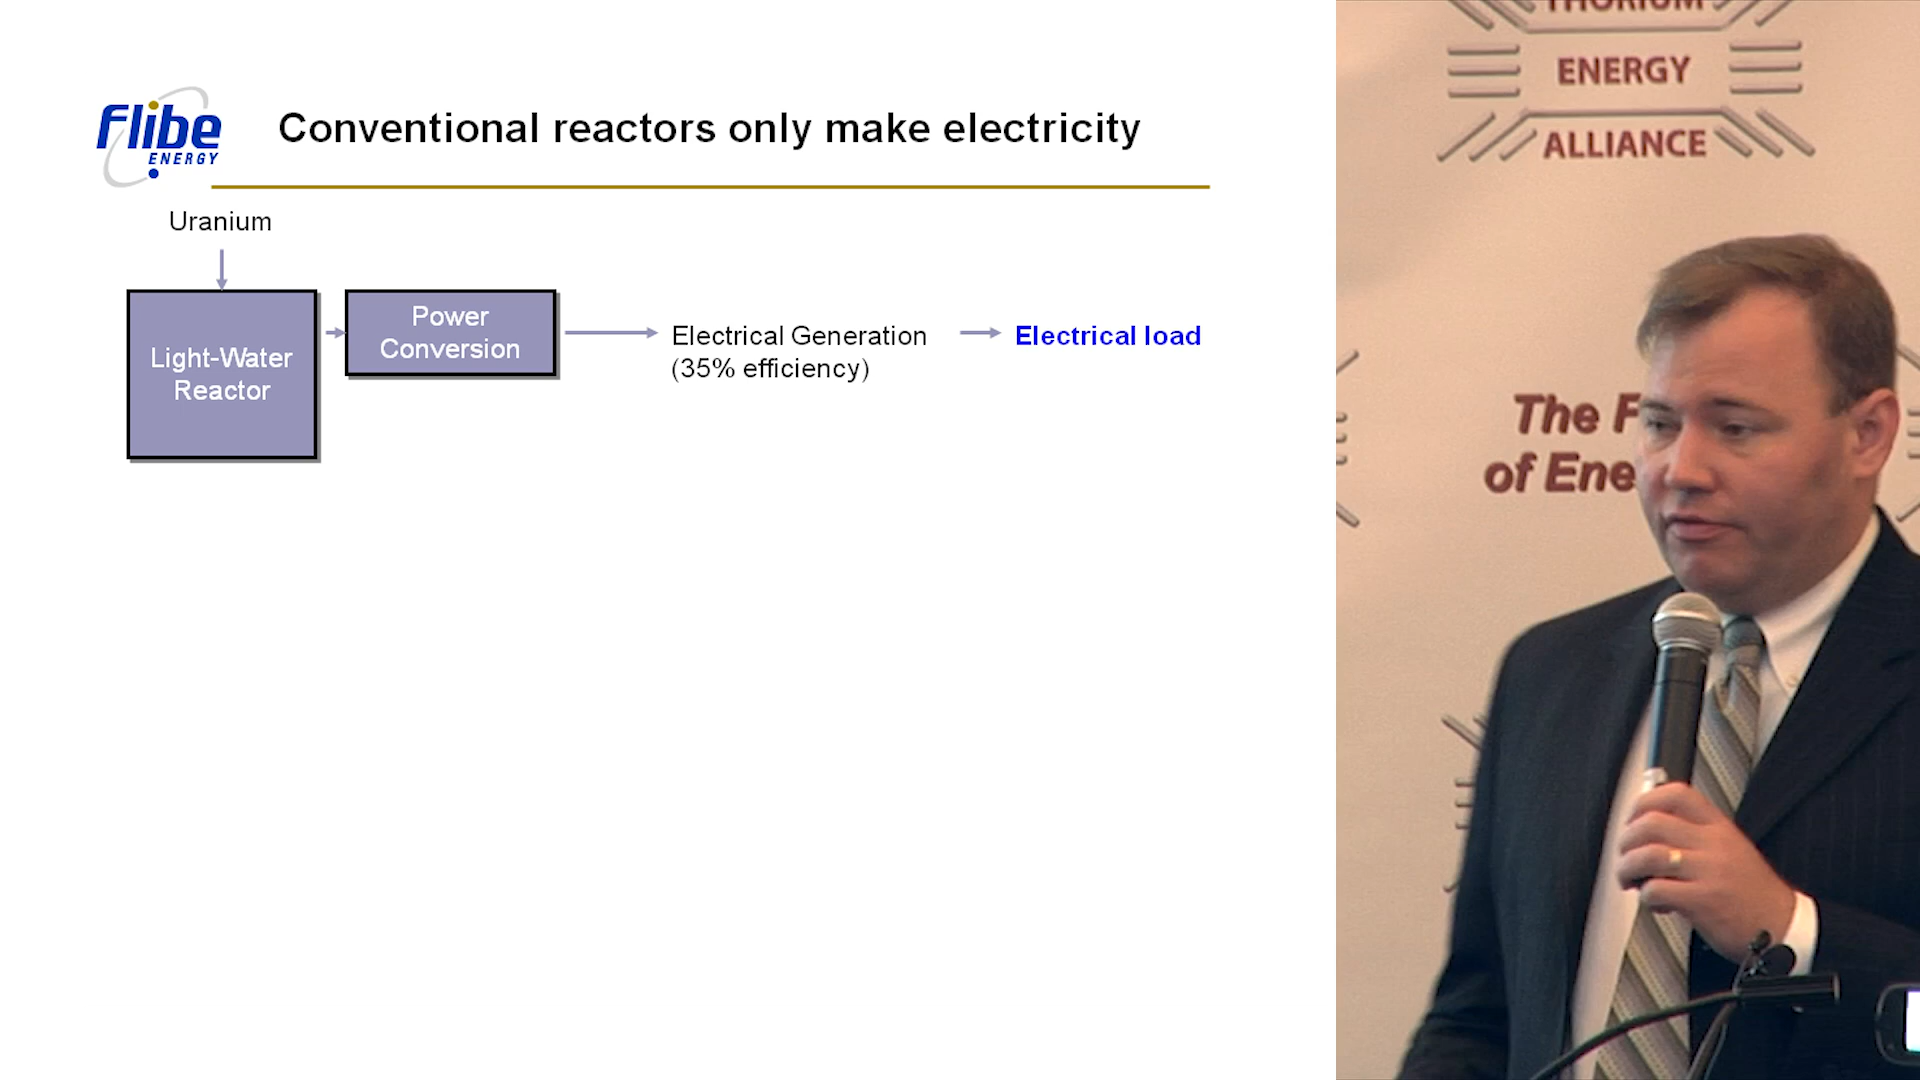 Flibe
ENERGY
Conventional reactors only make electricity
Uranium
Light-Water
Reactor
Power
Conversion
Electrical Generation
(35% efficiency)
Electrical load
THORIUM
ENERGY
ALLIANCE
The F
of Ene